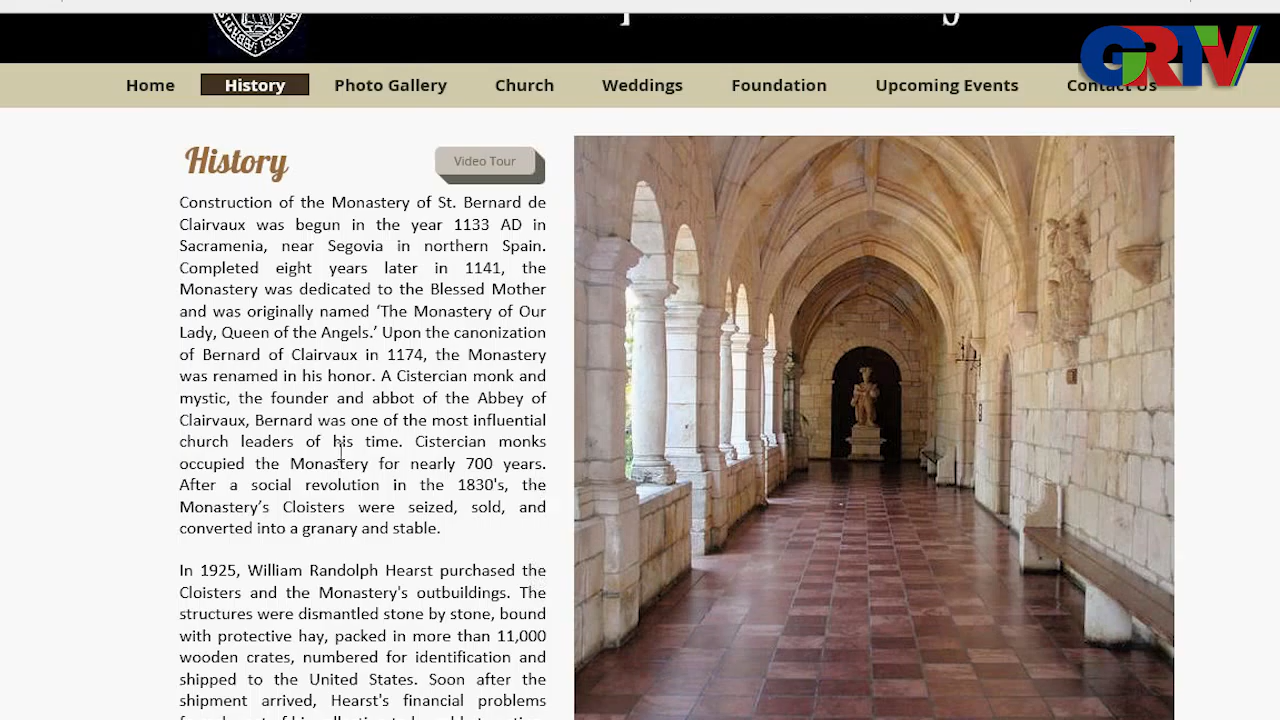 GRTV
Home History Photo Gallery Church Weddings Foundation Upcoming Events Contact Us
History
Video Tour
Construction of the Monastery of St. Bernard de
Clairvaux was begun in the year 1133 AD in
Sacramenia, near Segovia in northern Spain.
Completed eight years later in 1141, the
Monastery was dedicated to the Blessed Mother
and was originally named ‘The Monastery of Our
Lady, Queen of the Angels.’ Upon the canonization
of Bernard of Clairvaux in 1174, the Monastery
was renamed in his honor. A Cistercian monk and
mystic, the founder and abbot of the Abbey of
Clairvaux, Bernard was one of the most influential
church leaders of his time. Cistercian monks
occupied the Monastery for nearly 700 years.
After a social revolution in the 1830's, the
Monastery’s Cloisters were seized, sold, and
converted into a granary and stable.
In 1925, William Randolph Hearst purchased the
Cloisters and the Monastery's outbuildings. The
structures were dismantled stone by stone, bound
with protective hay, packed in more than 11,000
wooden crates, numbered for identification and
shipped to the United States. Soon after the
shipment arrived, Hearst's financial problems